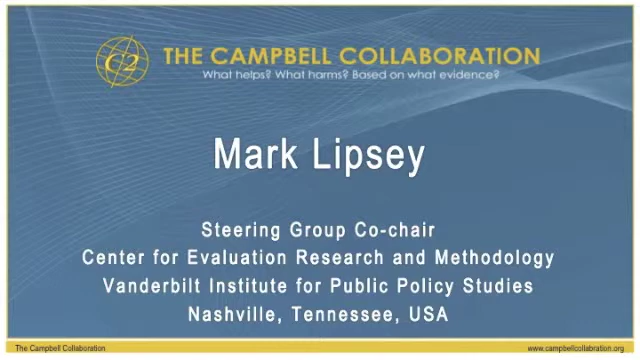 C2
THE CAMPBELL COLLABORATION
What helps? What harms? Based on what evidence?
Mark Lipsey
Steering Group Co-chair
Center for Evaluation Research and Methodology
Vanderbilt Institute for Public Policy Studies
Nashville, Tennessee, USA
The Campbell Collaboration
www.campbellcollabration.org